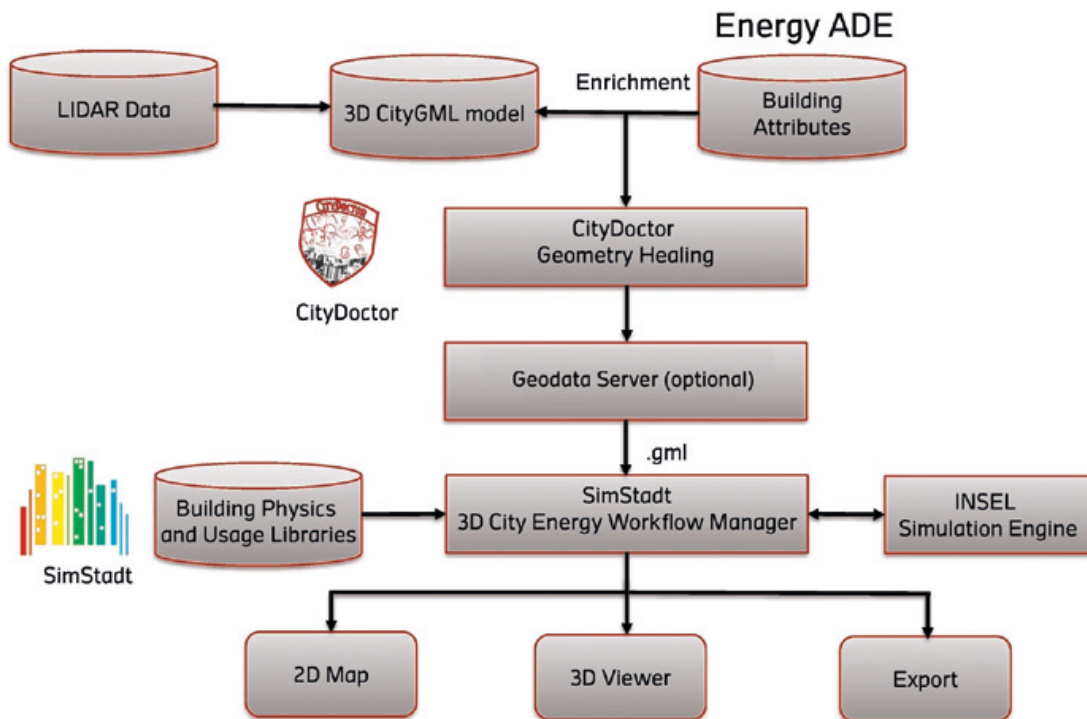 Energy ADE
LIDAR Data
3D CityGML model
Enrichment
Building
Attributes
CityDoctor
CityDoctor
Geometry Healing
CityDoctor
Geodata Server (optional)
.gml
SimStadt
Building Physics
and Usage Libraries
SimStadt
3D City Energy Workflow Manager
INSEL
Simulation Engine
2D Map
3D Viewer
Export